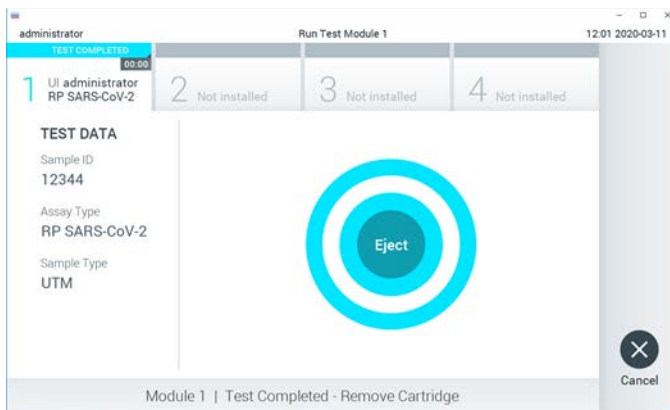 administrator Run Test Module 1 12:01 2020-03-11
TEST COMPLETED
00:00
1 UI administrator
RP SARS-CoV-2
2 Not installed
3 Not installed
4 Not installed
TEST DATA
Sample ID
12344
Assay Type
RP SARS-CoV-2
Sample Type
UTM
Eject
Cancel
Module 1 | Test Completed - Remove Cartridge